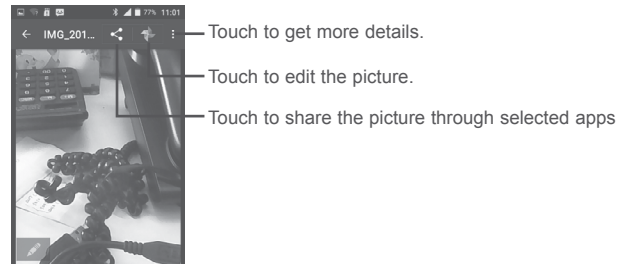 77% 11:01
IMG_201...
Touch to get more details.
Touch to edit the picture.
Touch to share the picture through selected apps